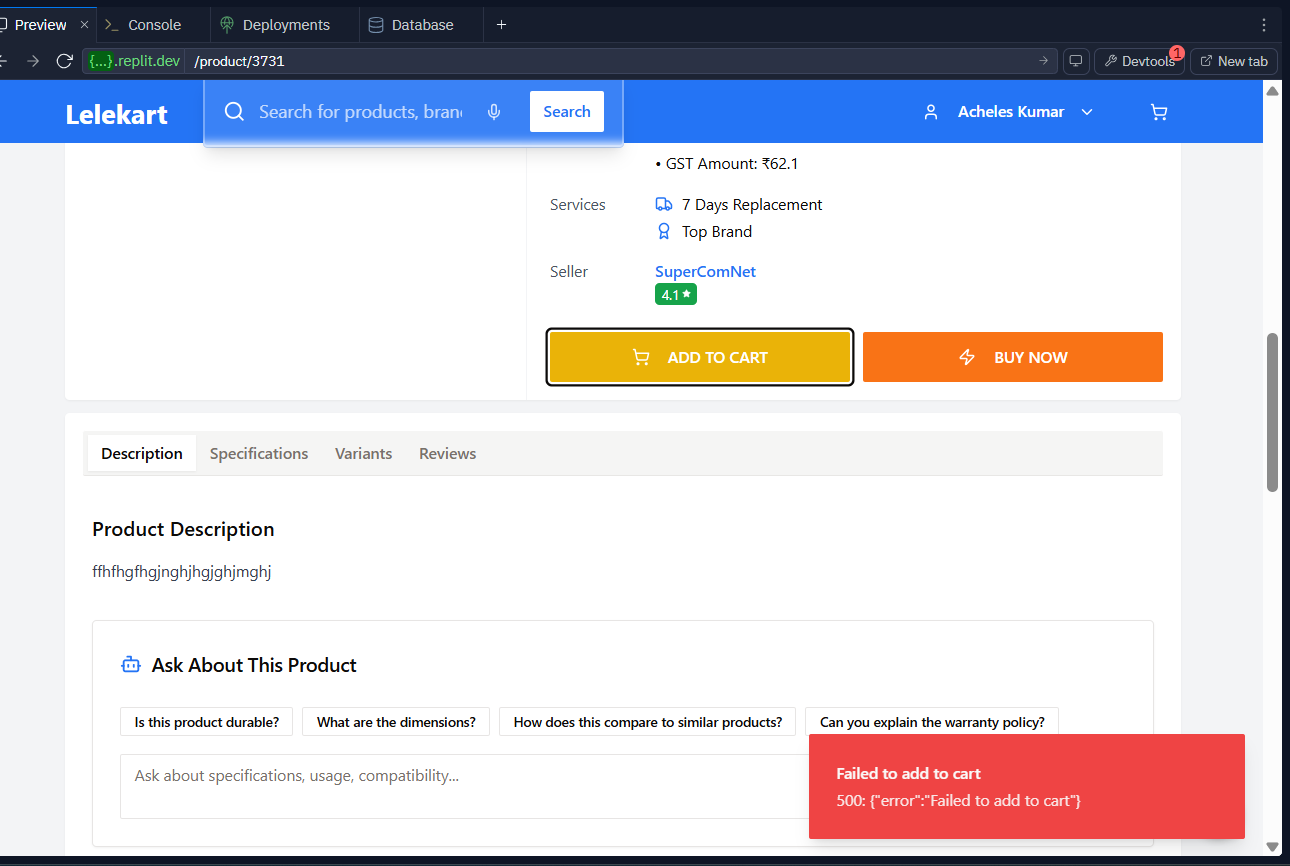 Preview
Console
Deployments
Database
{...}.replit.dev /product/3731
Devtools 1
New tab
Lelekart
Search for products, bran
Search
Acheles Kumar
• GST Amount: ₹62.1
Services
7 Days Replacement
Top Brand
Seller
SuperComNet
4.1
ADD TO CART
BUY NOW
Description Specifications Variants Reviews
Product Description
ffhfhgfhgjnghjhgjghjmghj
Ask About This Product
Is this product durable?
What are the dimensions?
How does this compare to similar products?
Can you explain the warranty policy?
Ask about specifications, usage, compatibility...
Failed to add to cart
500: {"error":"Failed to add to cart"}